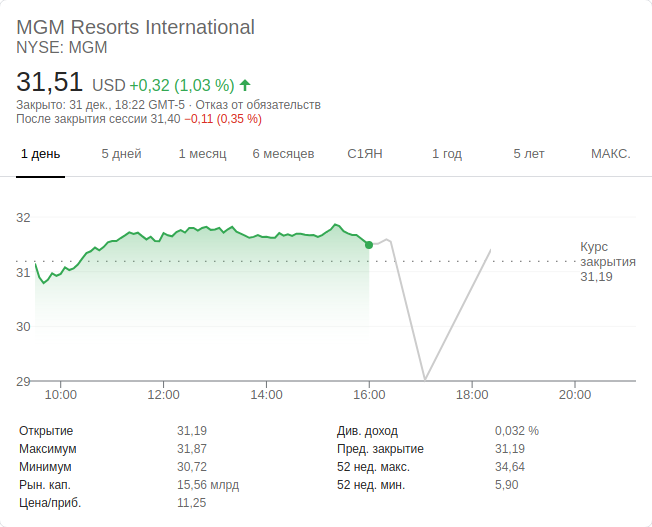 MGM Resorts International
NYSE: MGM
31,51 USD +0,32 (1,03 %)
Закрыто: 31 дек., 18:22 GMT-5 · Отказ от обязательств
После закрытия сессии 31,40 −0,11 (0,35 %)
1 день 5 дней 1 месяц 6 месяцев С1ЯН 1 год 5 лет МАКС.
32
Курс
закрытия
31,19
31
30
29
10:00 12:00 14:00 16:00 18:00 20:00
Открытие 31,19 Див. доход 0,032 %
Максимум 31,87 Пред. закрытие 31,19
Минимум 30,72 52 нед. макс. 34,64
Рын. кап. 15,56 млрд 52 нед. мин. 5,90
Цена/приб. 11,25